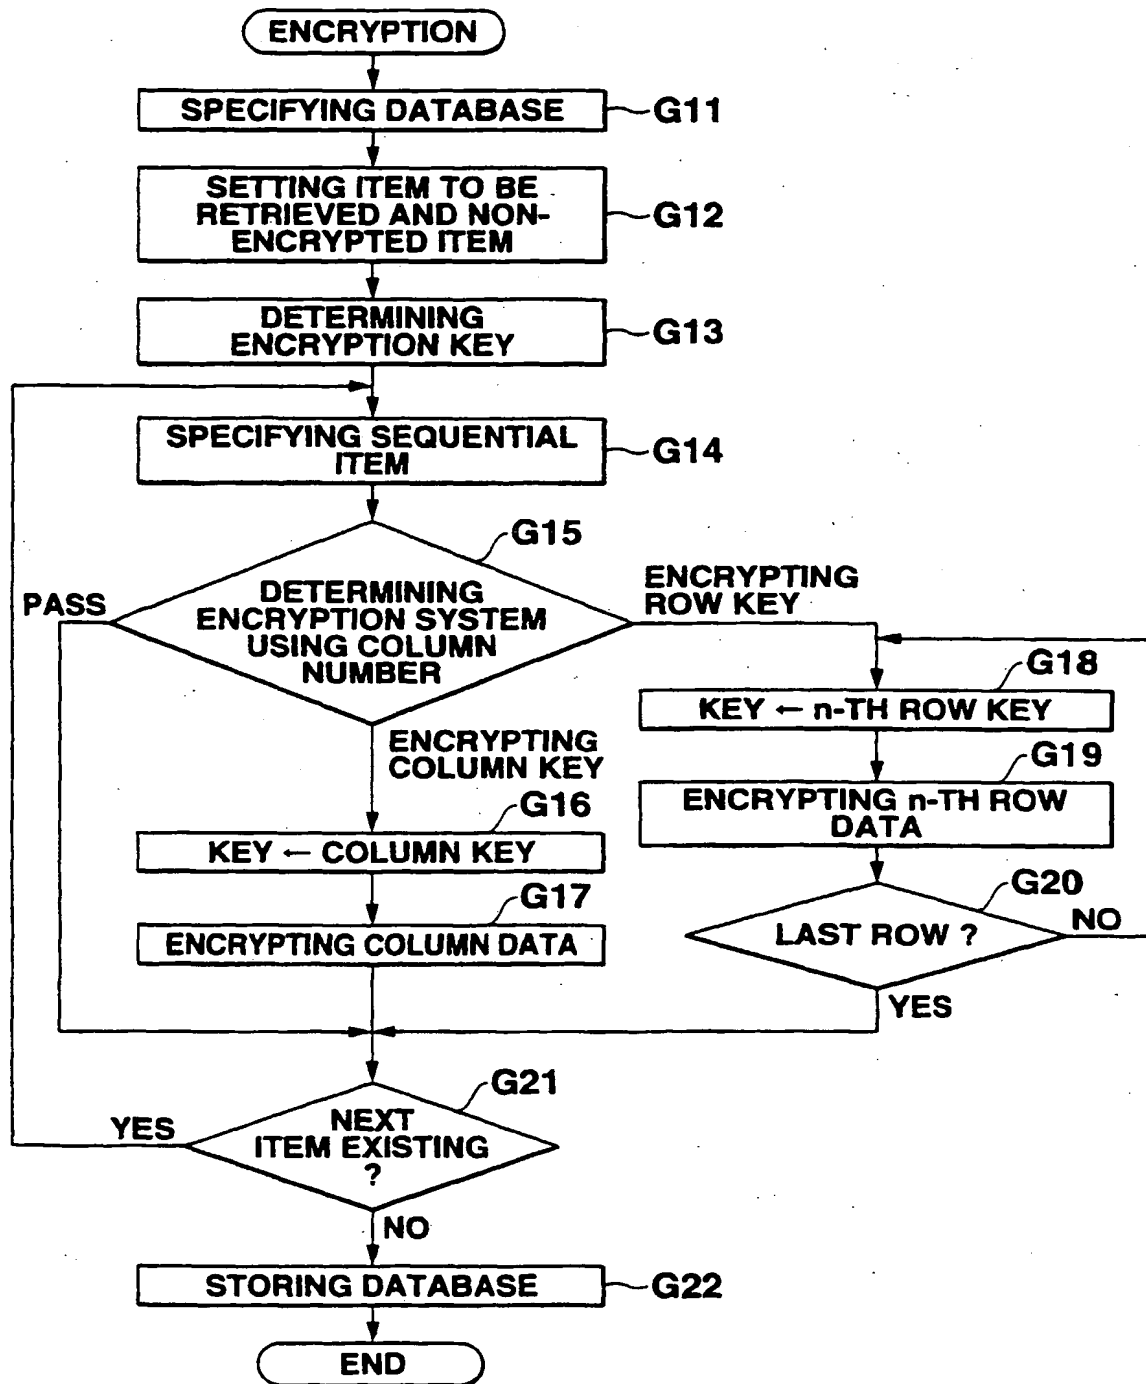 ENCRYPTION
SPECIFYING DATABASE
G11
SETTING ITEM TO BE
RETRIEVED AND NON-
ENCRYPTED ITEM
G12
DETERMINING
ENCRYPTION KEY
G13
SPECIFYING SEQUENTIAL
ITEM
G14
G15
DETERMINING
ENCRYPTION SYSTEM
USING COLUMN
NUMBER
PASS
ENCRYPTING
ROW KEY
ENCRYPTING
COLUMN KEY
G16
KEY ← COLUMN KEY
G17
ENCRYPTING COLUMN DATA
G18
KEY ← n-TH ROW KEY
G19
ENCRYPTING n-TH ROW
DATA
G20
LAST ROW ?
NO
YES
G21
NEXT
ITEM EXISTING
?
YES
NO
STORING DATABASE
G22
END